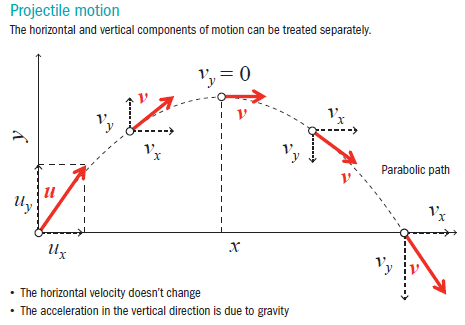 Projectile motion
The horizontal and vertical components of motion can be treated separately.
y
v_y = 0
v
v_y
v_x
v
v_x
v_y
v
Parabolic path
u
u_y
u_x
x
v_x
v_y
v
• The horizontal velocity doesn't change
• The acceleration in the vertical direction is due to gravity